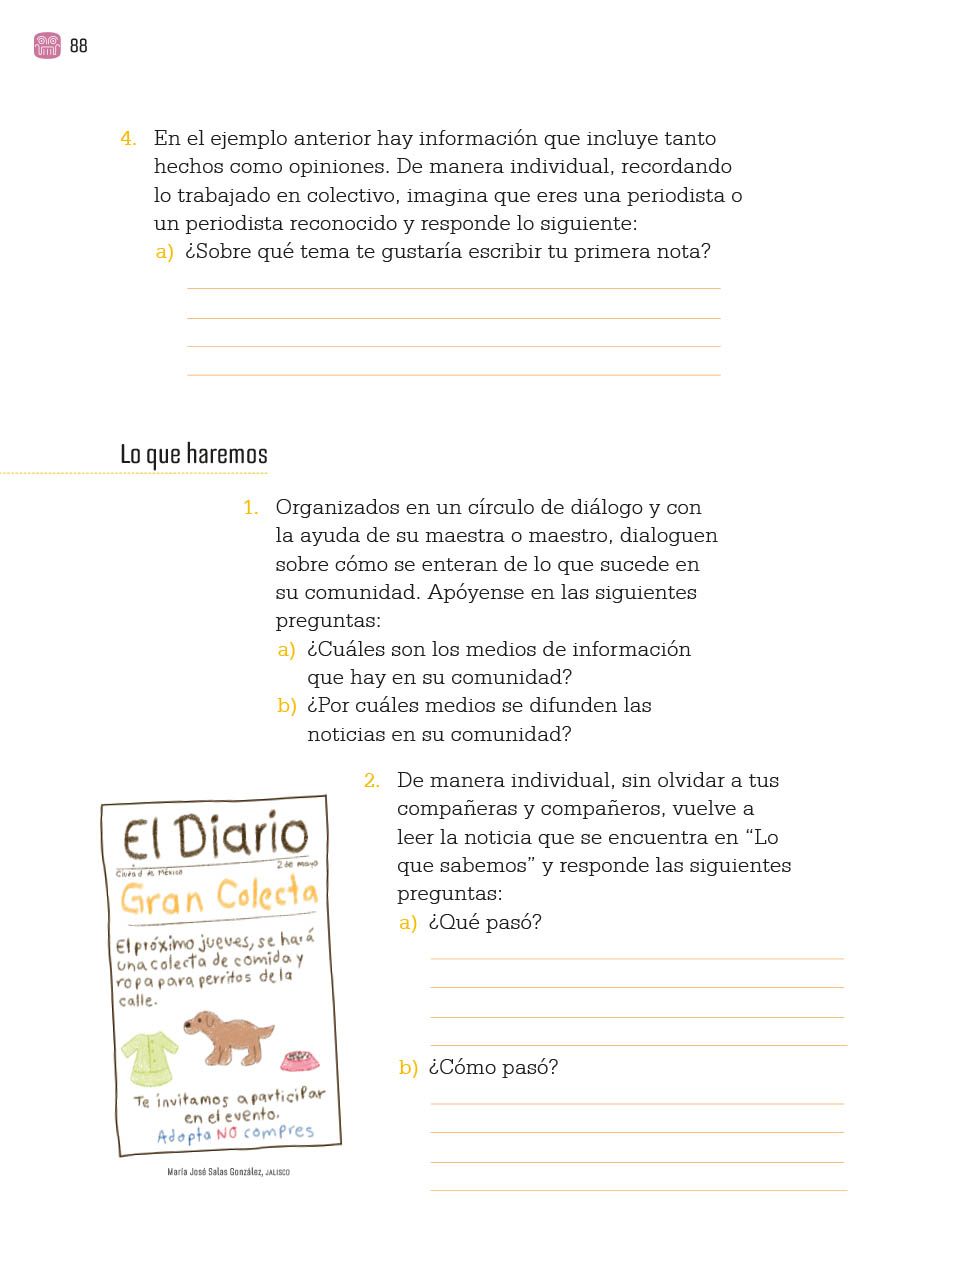 88
4. En el ejemplo anterior hay información que incluye tanto
hechos como opiniones. De manera individual, recordando
lo trabajado en colectivo, imagina que eres una periodista o
un periodista reconocido y responde lo siguiente:
a) ¿Sobre qué tema te gustaría escribir tu primera nota?
Lo que haremos
1. Organizados en un círculo de diálogo y con
la ayuda de su maestra o maestro, dialoguen
sobre cómo se enteran de lo que sucede en
su comunidad. Apóyense en las siguientes
preguntas:
a) ¿Cuáles son los medios de información
que hay en su comunidad?
b) ¿Por cuáles medios se difunden las
noticias en su comunidad?
2. De manera individual, sin olvidar a tus
compañeras y compañeros, vuelve a
leer la noticia que se encuentra en “Lo
que sabemos” y responde las siguientes
preguntas:
a) ¿Qué pasó?
b) ¿Cómo pasó?
El Diario
Ciudad de México 2 de mayo
Gran Colecta
El próximo jueves, se hará
una colecta de comida y
ropa para perritos de la
calle.
Te invitamos a participar
en el evento.
Adopta NO compres
María José Salas González, JALISCO